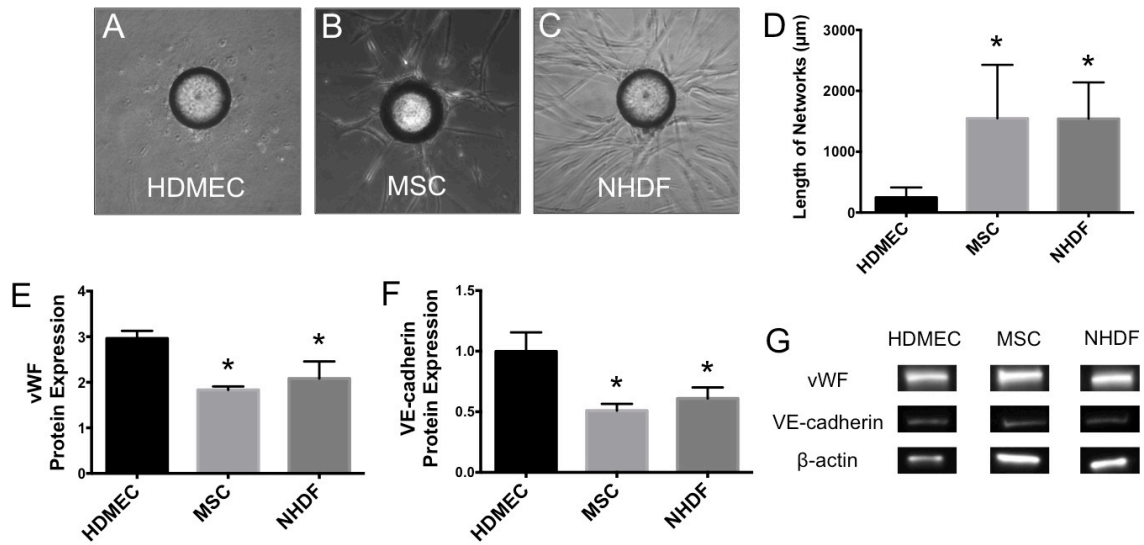 A
HDMEC
B
MSC
C
NHDF
D
Length of Networks (μm)
3000
2000
1000
0
*
*
HDMEC
MSC
NHDF
E
vWF
Protein Expression
4
3
2
1
0
*
*
HDMEC
MSC
NHDF
F
VE-cadherin
Protein Expression
1.5
1.0
0.5
0.0
*
*
HDMEC
MSC
NHDF
G
HDMEC MSC NHDF
vWF
VE-cadherin
β-actin